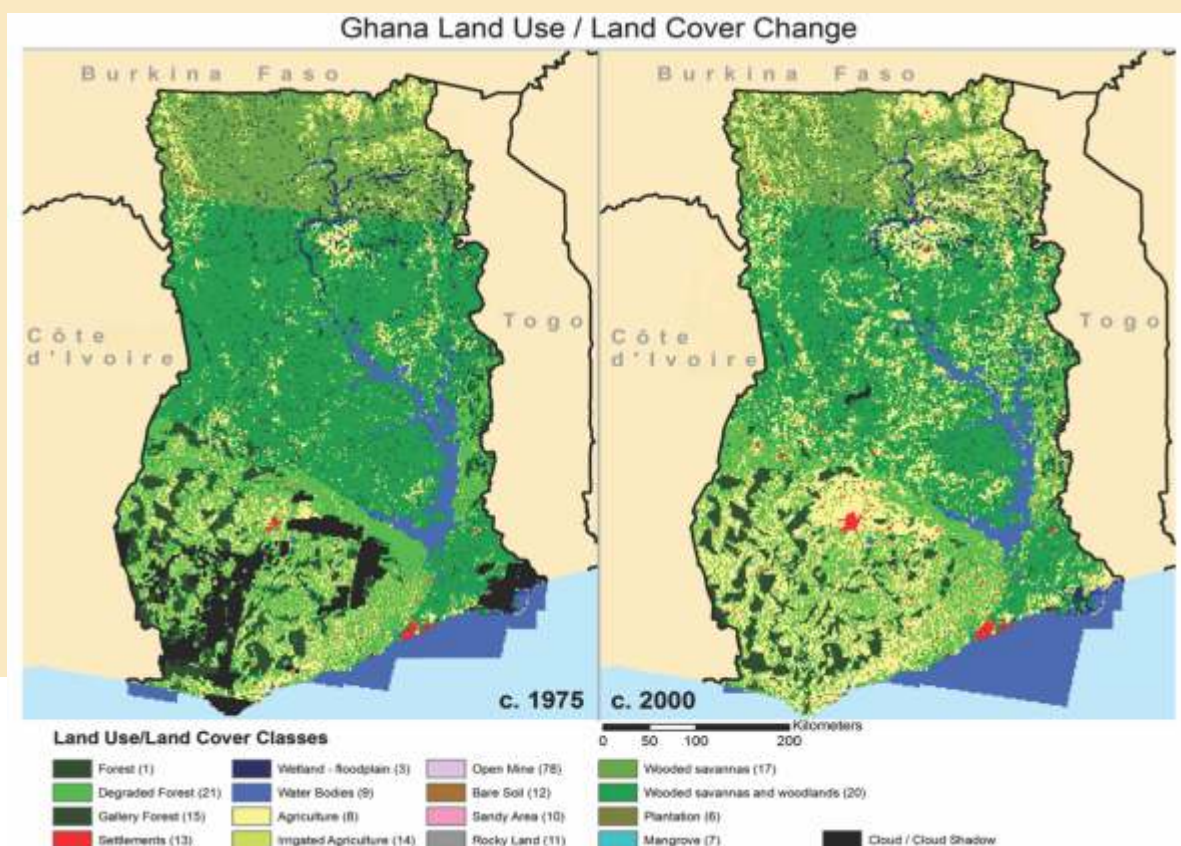 Ghana Land Use / Land Cover Change
Burkina Faso
Burkina Faso
Côte
d'Ivoire
Togo
Côte
d'Ivoire
Togo
c. 1975
c. 2000
Kilometers
0 50 100 200
Land Use/Land Cover Classes
Forest (1)
Degraded Forest (21)
Gallery Forest (15)
Settlements (13)
Wetland - floodplain (3)
Water Bodies (9)
Agriculture (8)
Irrigated Agriculture (14)
Open Mine (78)
Bare Soil (12)
Sandy Area (10)
Rocky Land (11)
Wooded savannas (17)
Wooded savannas and woodlands (20)
Plantation (6)
Mangrove (7)
Cloud / Cloud Shadow